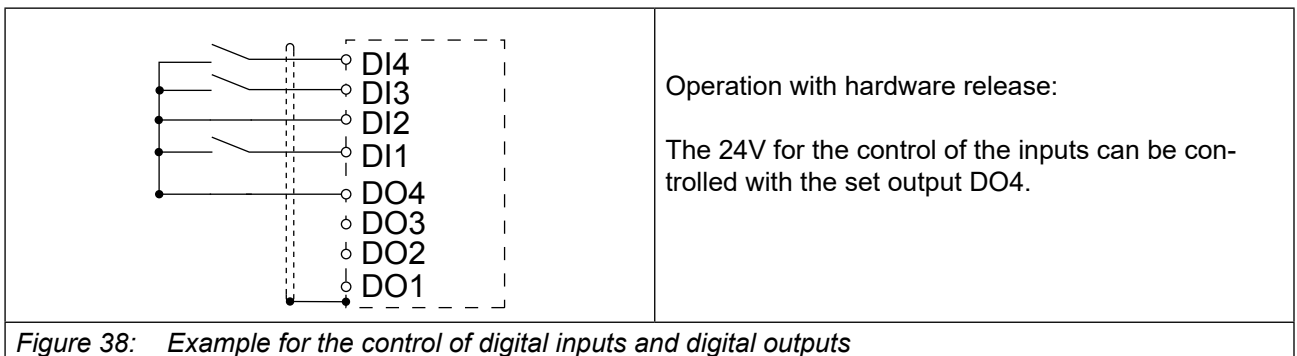 DI4
DI3
DI2
DI1
DO4
DO3
DO2
DO1
Operation with hardware release:
The 24V for the control of the inputs can be con-
trolled with the set output DO4.
Figure 38: Example for the control of digital inputs and digital outputs